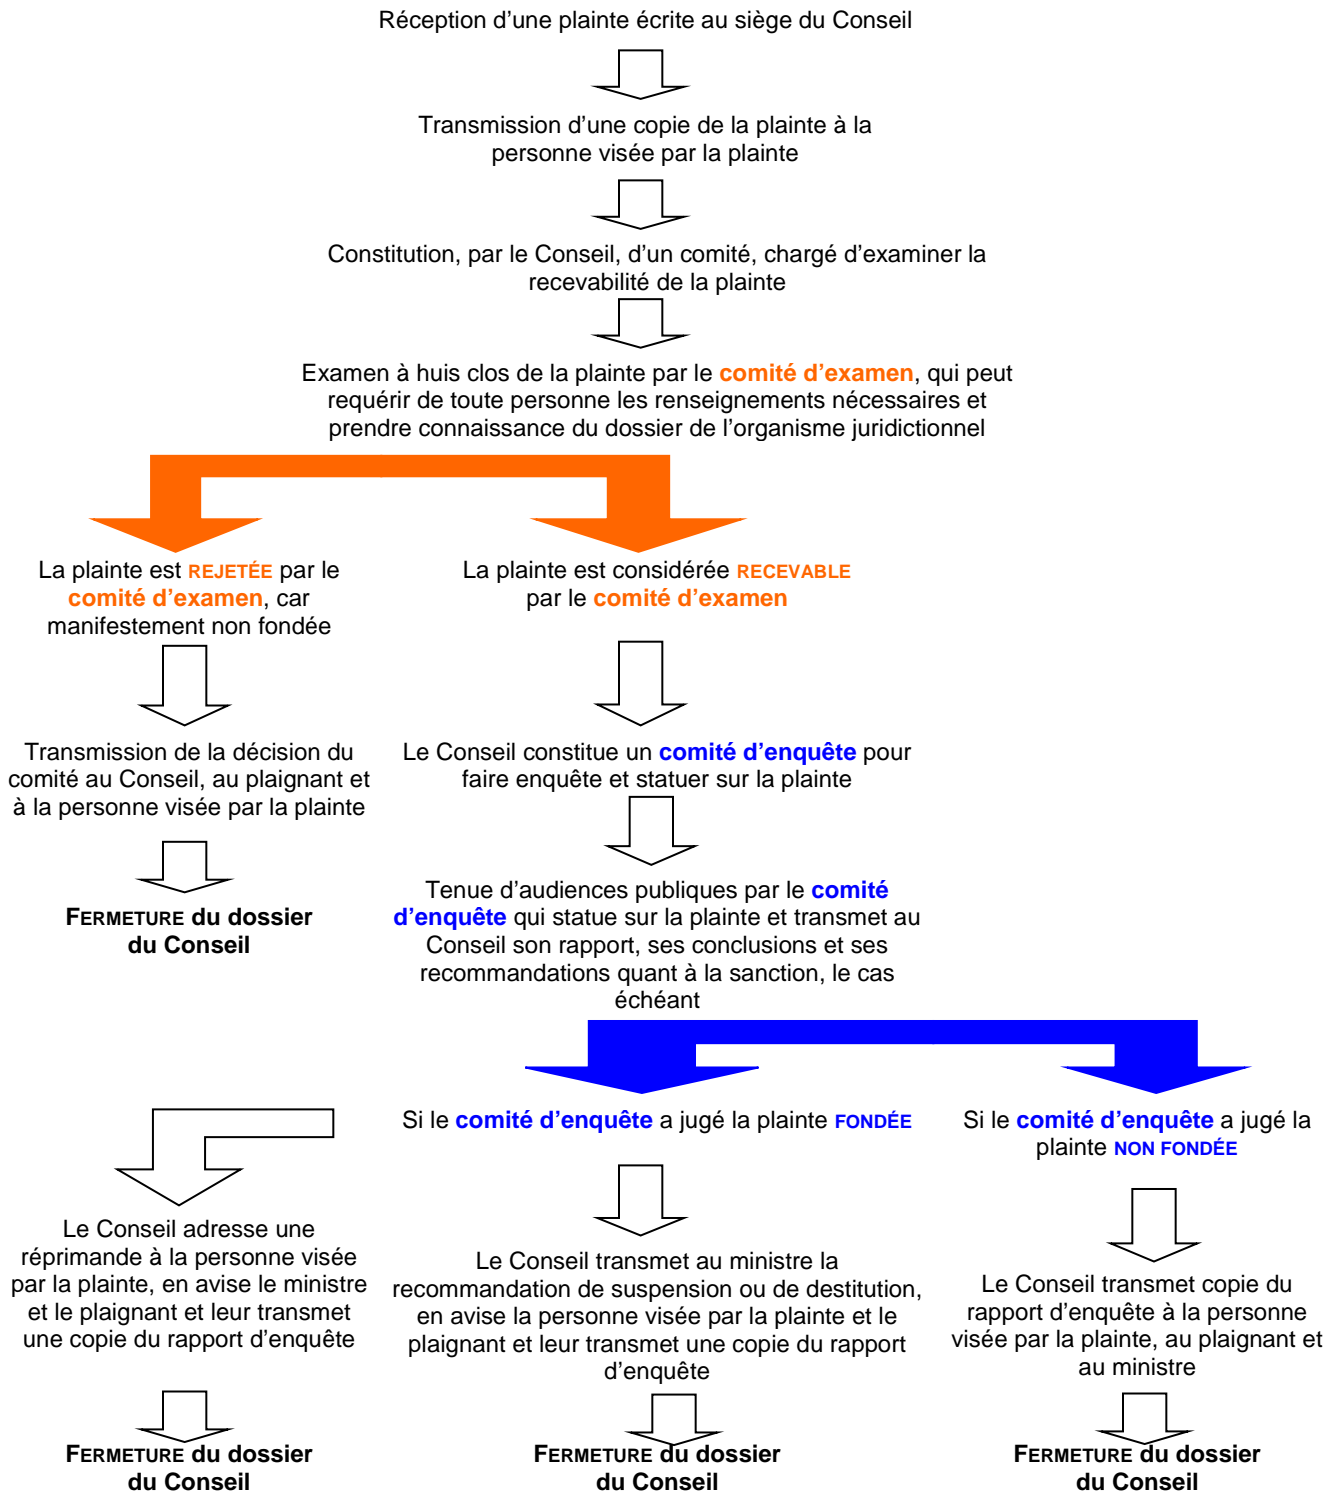 Réception d’une plainte écrite au siège du Conseil
Transmission d’une copie de la plainte à la
personne visée par la plainte
Constitution, par le Conseil, d’un comité, chargé d’examiner la
recevabilité de la plainte
Examen à huis clos de la plainte par le comité d’examen, qui peut
requérir de toute personne les renseignements nécessaires et
prendre connaissance du dossier de l’organisme juridictionnel
La plainte est REJETÉE par le
comité d’examen, car
manifestement non fondée
La plainte est considérée RECEVABLE
par le comité d’examen
Transmission de la décision du
comité au Conseil, au plaignant et
à la personne visée par la plainte
Le Conseil constitue un comité d’enquête pour
faire enquête et statuer sur la plainte
FERMETURE du dossier
du Conseil
Tenue d’audiences publiques par le comité
d’enquête qui statue sur la plainte et transmet au
Conseil son rapport, ses conclusions et ses
recommandations quant à la sanction, le cas
échéant
Si le comité d’enquête a jugé la plainte FONDÉE
Si le comité d’enquête a jugé la
plainte NON FONDÉE
Le Conseil adresse une
réprimande à la personne visée
par la plainte, en avise le ministre
et le plaignant et leur transmet
une copie du rapport d’enquête
Le Conseil transmet au ministre la
recommandation de suspension ou de destitution,
en avise la personne visée par la plainte et le
plaignant et leur transmet une copie du rapport
d’enquête
Le Conseil transmet copie du
rapport d’enquête à la personne
visée par la plainte, au plaignant et
au ministre
FERMETURE du dossier
du Conseil
FERMETURE du dossier
du Conseil
FERMETURE du dossier
du Conseil